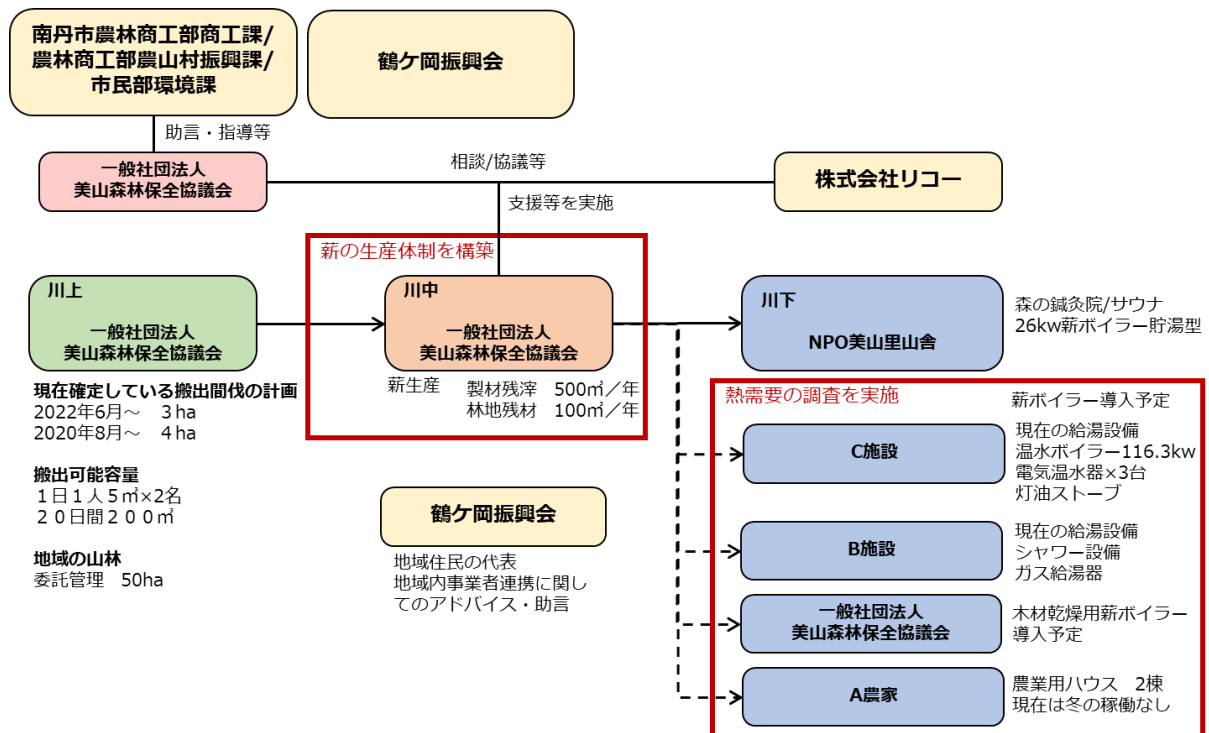 南丹市農林商工部商工課/
農林商工部農山村振興課/
市民部環境課
鶴ケ岡振興会
助言・指導等
一般社団法人
美山森林保全協議会
相談/協議等
株式会社リコー
支援等を実施
薪の生産体制を構築
川上
一般社団法人
美山森林保全協議会
川中
一般社団法人
美山森林保全協議会
川下
NPO美山里山舎
森の鍼灸院/サウナ
26kw薪ボイラー貯湯型
現在確定している搬出間伐の計画
2022年6月～　３ha
2020年8月～　４ha
搬出可能容量
１日１人５㎥×2名
２０日間２００㎥
地域の山林
委託管理　50ha
薪生産　製材残滓　500㎥／年
林地残材　100㎥／年
鶴ケ岡振興会
地域住民の代表
地域内事業者連携に関し
てのアドバイス・助言
熱需要の調査を実施
薪ボイラー導入予定
C施設
現在の給湯設備
温水ボイラー116.3kw
電気温水器×3台
灯油ストーブ
B施設
現在の給湯設備
シャワー設備
ガス給湯器
一般社団法人
美山森林保全協議会
木材乾燥用薪ボイラー
導入予定
A農家
農業用ハウス　2棟
現在は冬の稼働なし